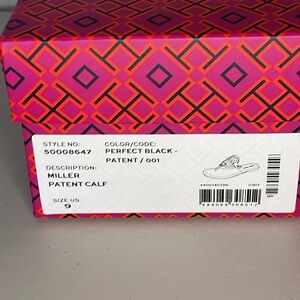 STYLE NO: COLOR/CODE:
50008647 PERFECT BLACK -
PATENT / 001
DESCRIPTION:
MILLER
PATENT CALF
SIZE US
9